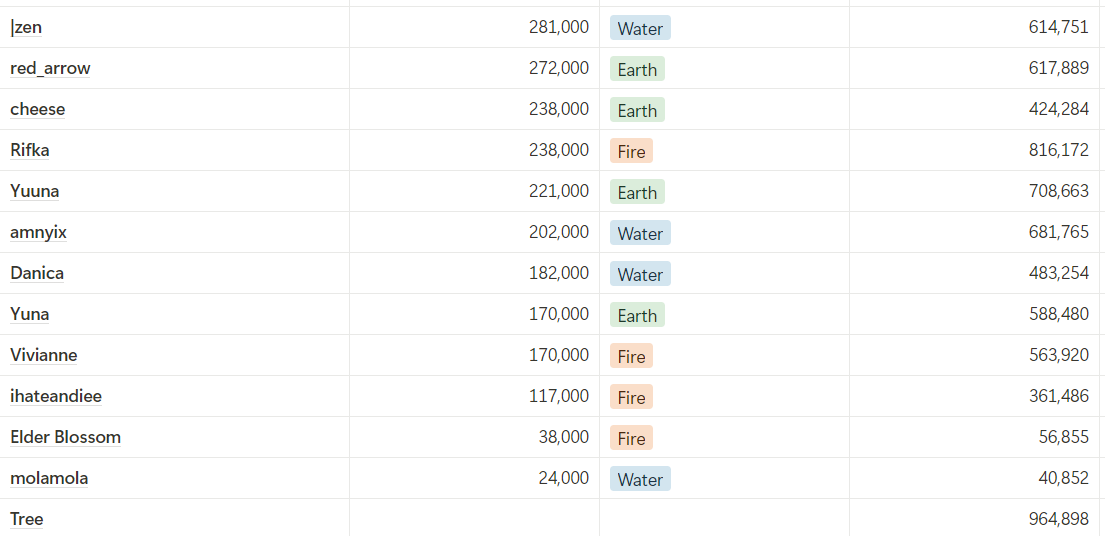 |zen 281,000 Water 614,751
red_arrow 272,000 Earth 617,889
cheese 238,000 Earth 424,284
Rifka 238,000 Fire 816,172
Yuuna 221,000 Earth 708,663
amnyix 202,000 Water 681,765
Danica 182,000 Water 483,254
Yuna 170,000 Earth 588,480
Vivianne 170,000 Fire 563,920
ihateandiee 117,000 Fire 361,486
Elder Blossom 38,000 Fire 56,855
molamola 24,000 Water 40,852
Tree 964,898